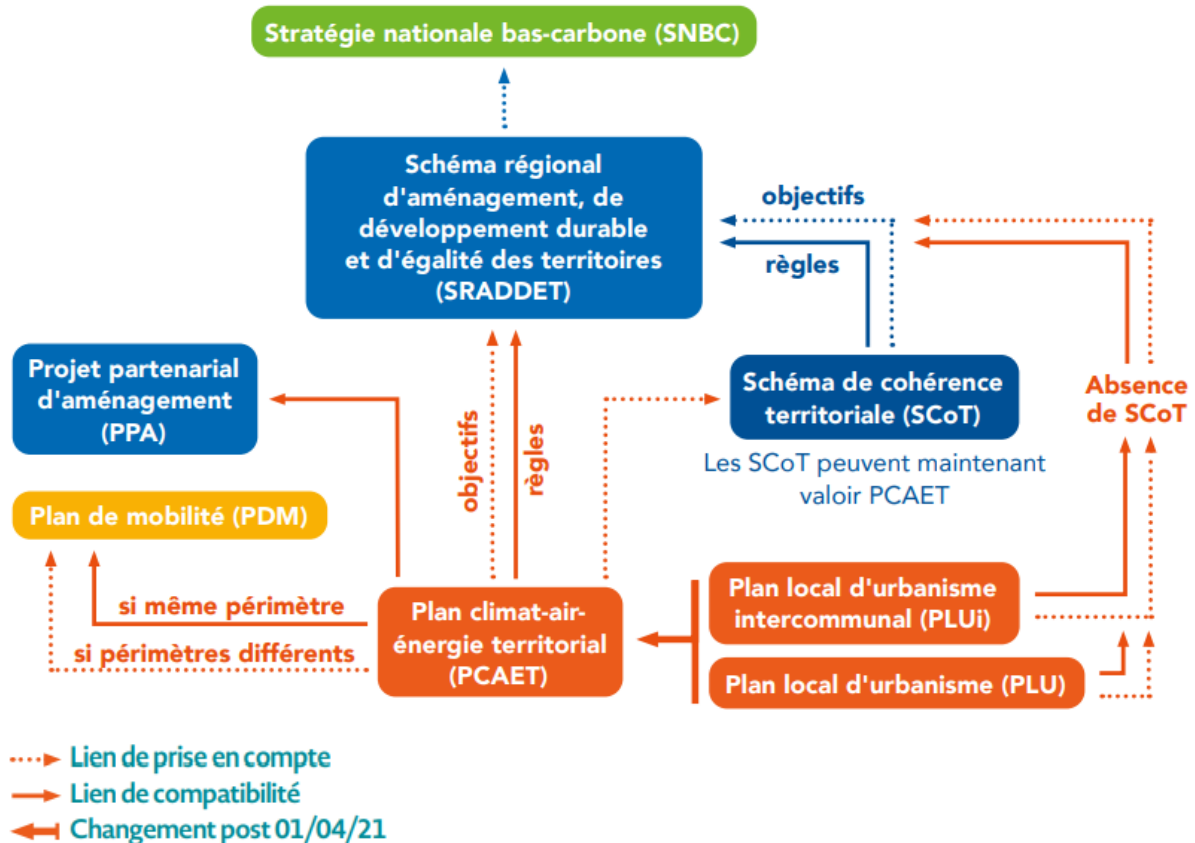 Stratégie nationale bas-carbone (SNBC)
Schéma régional
d'aménagement, de
développement durable
et d'égalité des territoires
(SRADDET)
objectifs
règles
Projet partenarial
d'aménagement
(PPA)
objectifs
règles
Schéma de cohérence
territoriale (SCoT)
Absence
de SCoT
Les SCoT peuvent maintenant
valoir PCAET
Plan de mobilité (PDM)
si même périmètre
si périmètres différents
Plan climat-air-
énergie territorial
(PCAET)
Plan local d'urbanisme
intercommunal (PLUi)
Plan local d'urbanisme (PLU)
Lien de prise en compte
Lien de compatibilité
Changement post 01/04/21